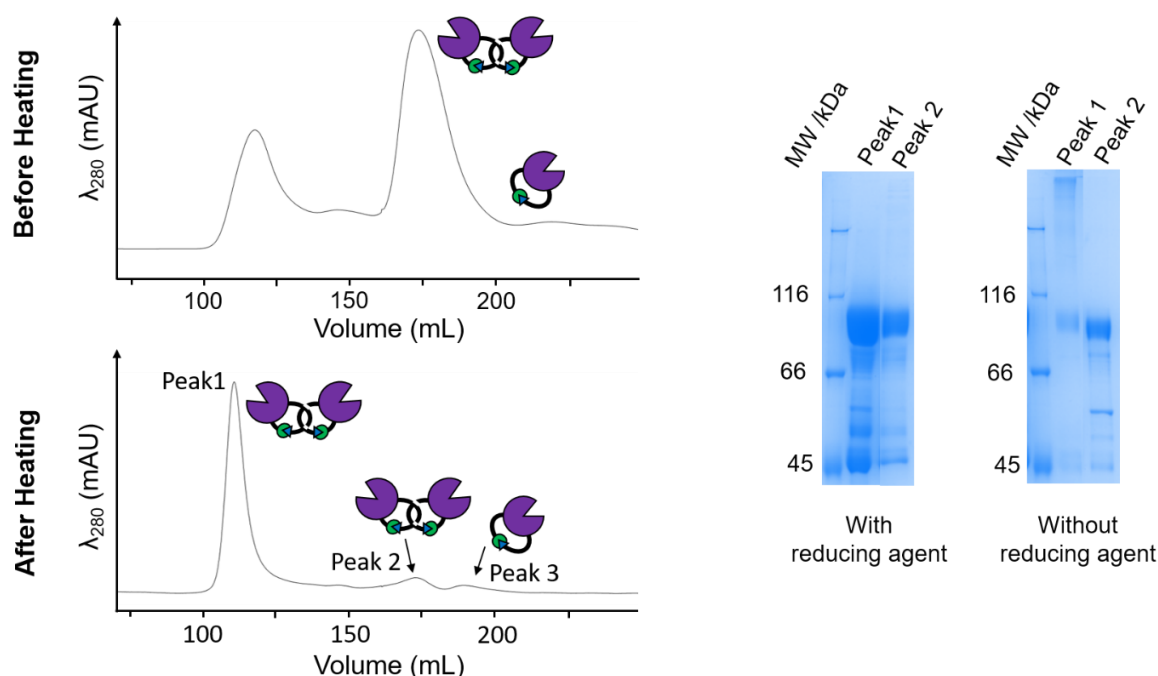 Before Heating
λ280 (mAU)
100 150 200
Volume (mL)
After Heating
λ280 (mAU)
Peak1
Peak 2
Peak 3
100 150 200
Volume (mL)
MW /kDa
Peak1
Peak 2
116
66
45
With
reducing agent
MW /kDa
Peak 1
Peak 2
116
66
45
Without
reducing agent